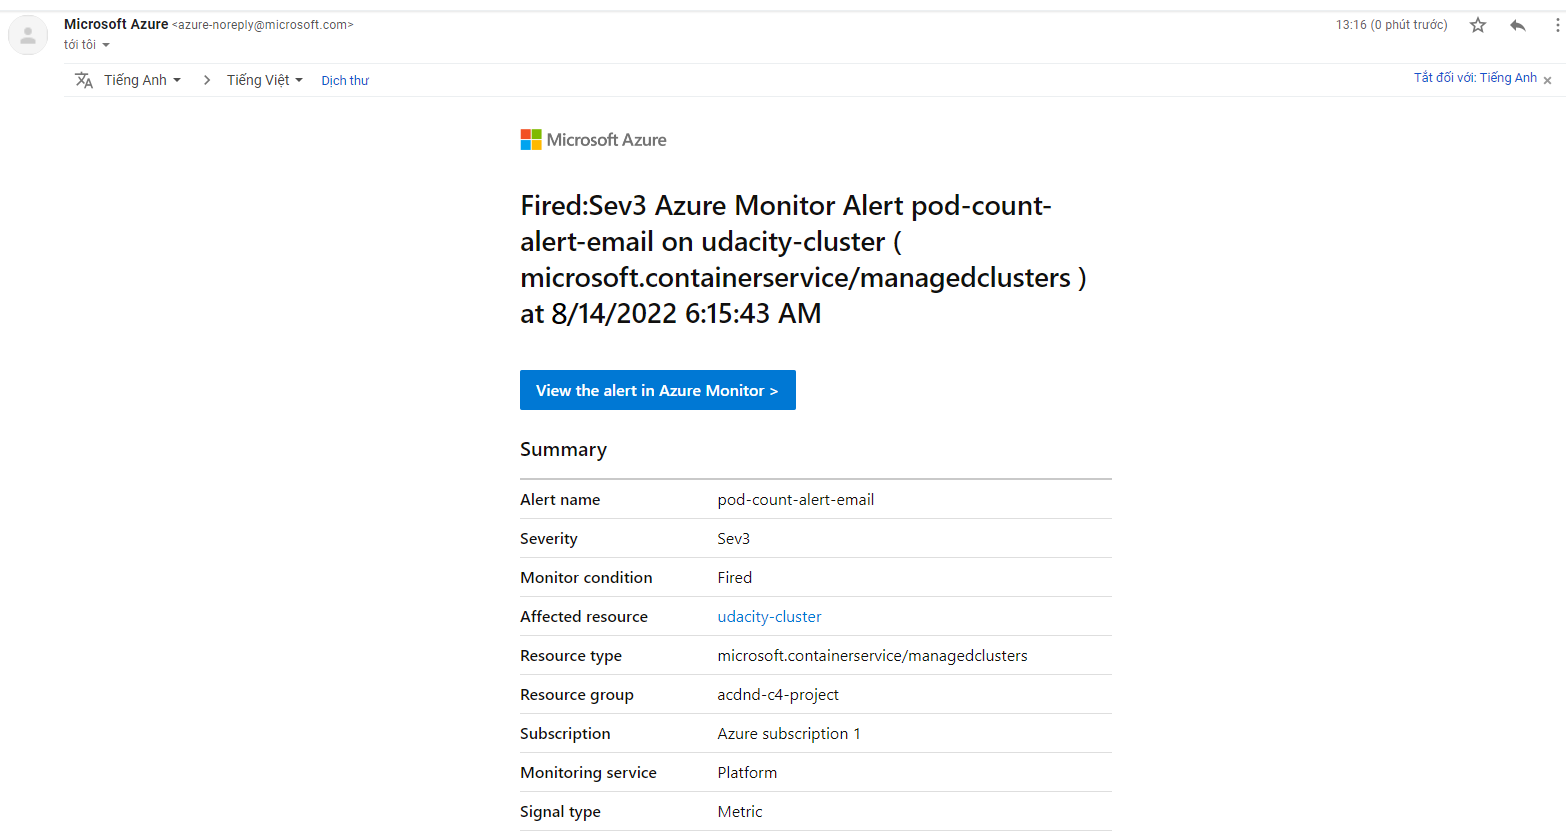 Microsoft Azure <azure-noreply@microsoft.com>
13:16 (0 phút trước)
tới tôi
Tiếng Anh
Tiếng Việt
Dịch thư
Tắt đối với: Tiếng Anh
Microsoft Azure
Fired:Sev3 Azure Monitor Alert pod-count-
alert-email on udacity-cluster (
microsoft.containerservice/managedclusters )
at 8/14/2022 6:15:43 AM
View the alert in Azure Monitor >
Summary
Alert name pod-count-alert-email
Severity Sev3
Monitor condition Fired
Affected resource udacity-cluster
Resource type microsoft.containerservice/managedclusters
Resource group acdnd-c4-project
Subscription Azure subscription 1
Monitoring service Platform
Signal type Metric